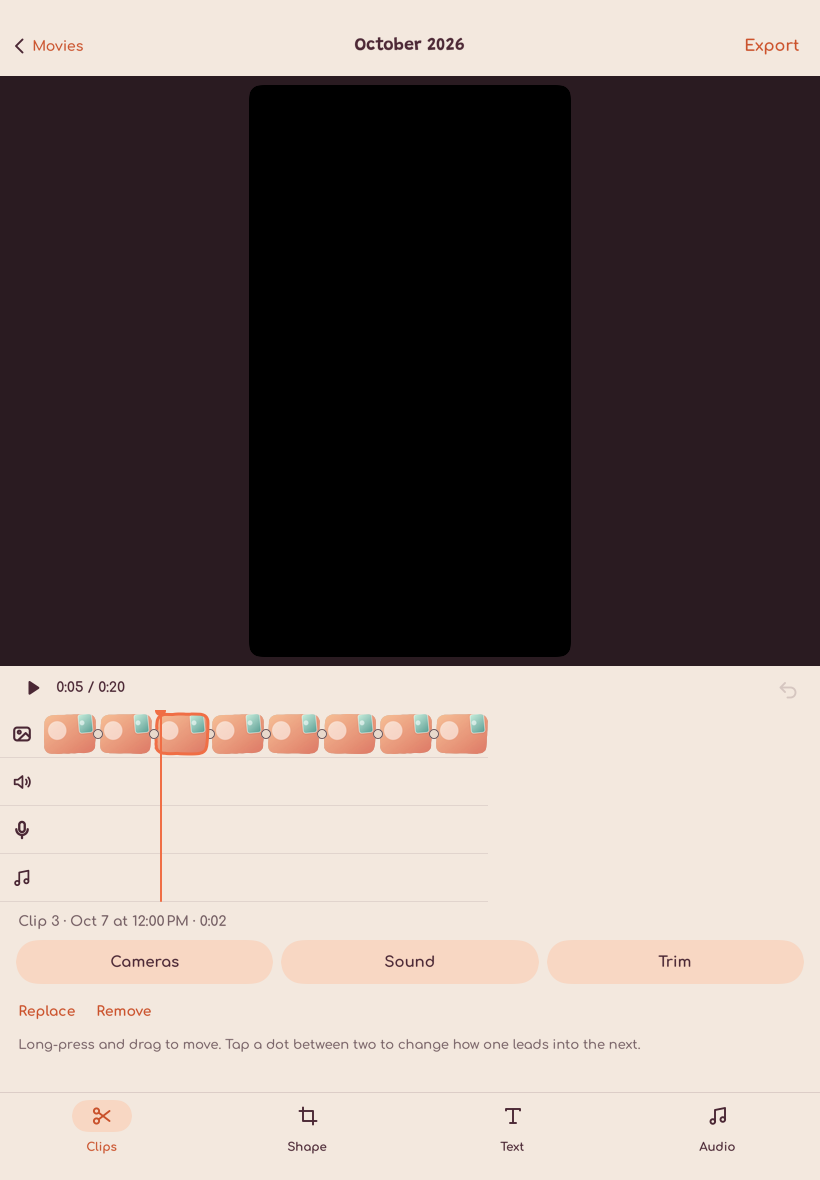 Movies
October 2026
Export
0:05 / 0:20
Clip 3 · Oct 7 at 12:00 PM · 0:02
Cameras
Sound
Trim
Replace
Remove
Long-press and drag to move. Tap a dot between two to change how one leads into the next.
Clips
Shape
Text
Audio